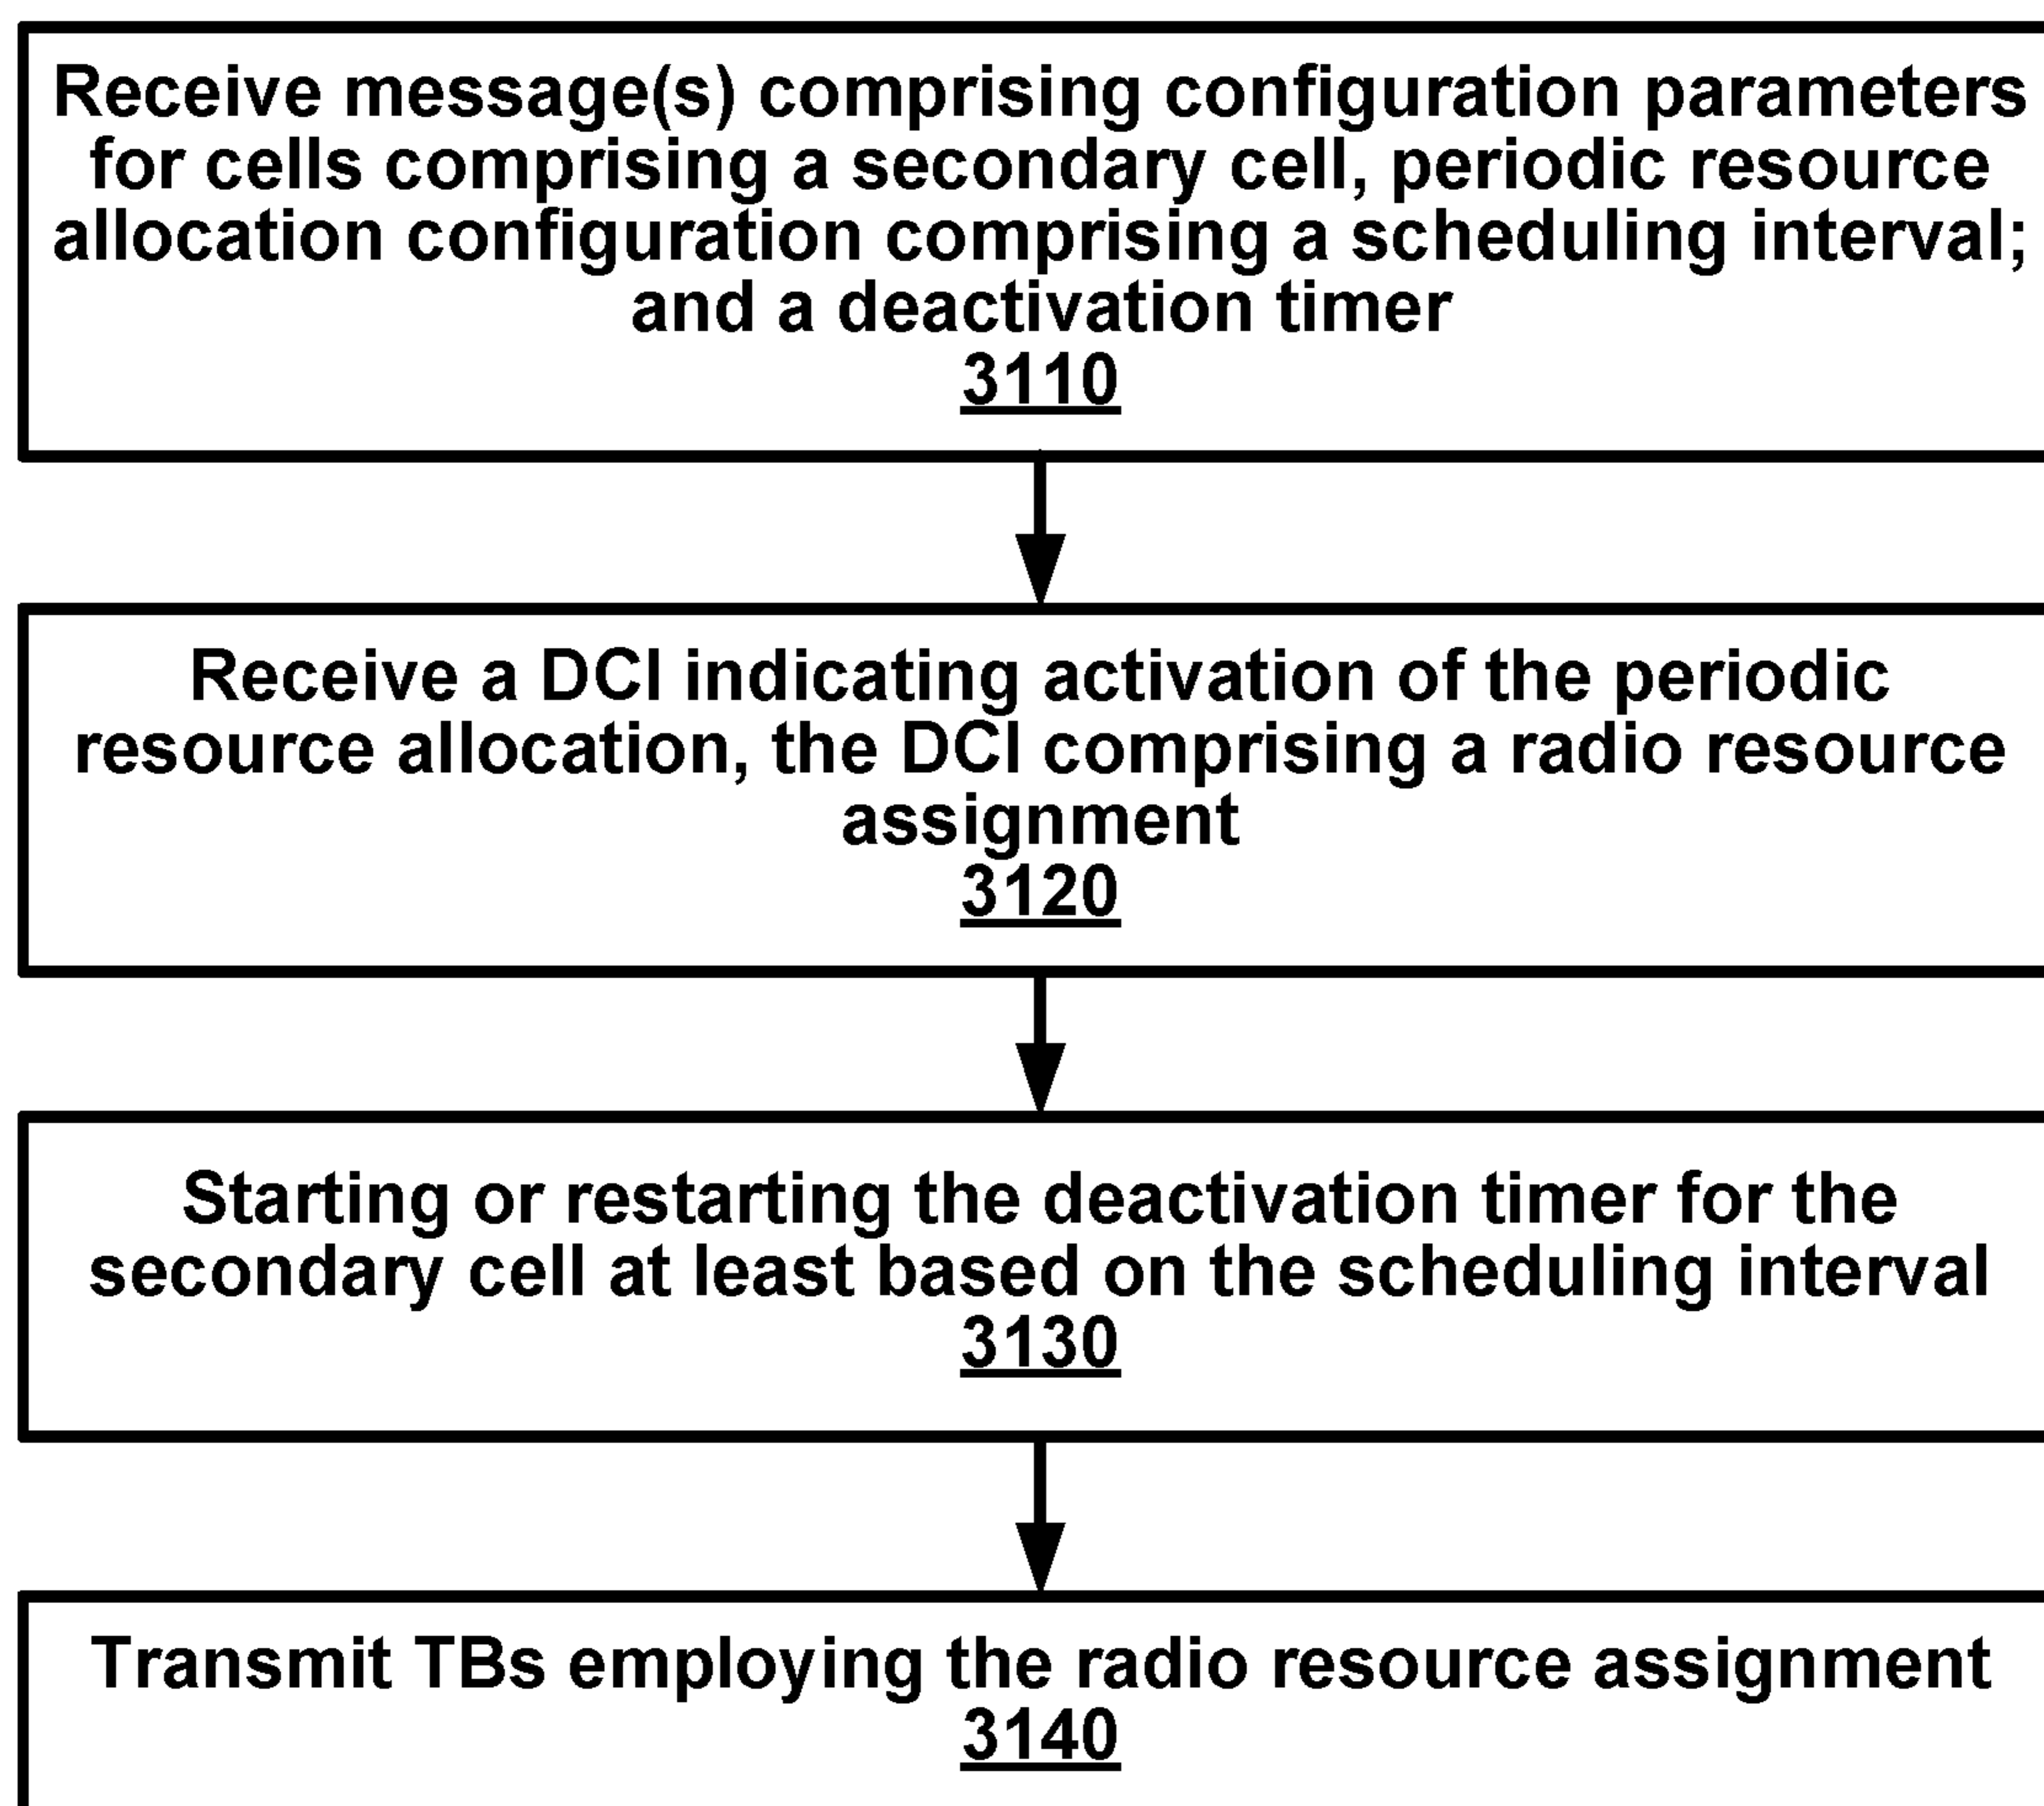 Receive message(s) comprising configuration parameters
for cells comprising a secondary cell, periodic resource
allocation configuration comprising a scheduling interval;
and a deactivation timer
3110
Receive a DCI indicating activation of the periodic
resource allocation, the DCI comprising a radio resource
assignment
3120
Starting or restarting the deactivation timer for the
secondary cell at least based on the scheduling interval
3130
Transmit TBs employing the radio resource assignment
3140